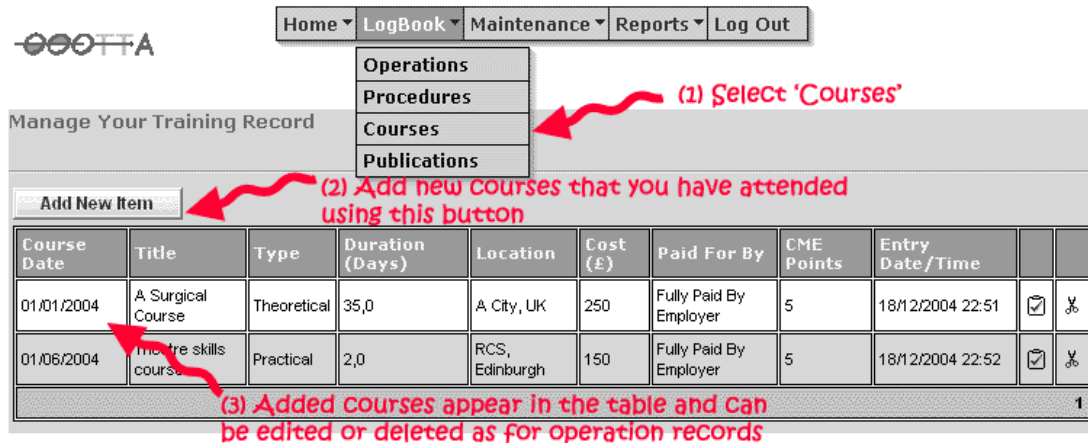 OTTA
Home LogBook Maintenance Reports Log Out
Operations
Procedures
Courses
Publications
(1) Select 'Courses'
Manage Your Training Record
(2) Add new courses that you have attended
using this button
Add New Item
Course Date Title Type Duration (Days) Location Cost (£) Paid For By CME Points Entry Date/Time
01/01/2004 A Surgical Course Theoretical 35,0 A City, UK 250 Fully Paid By Employer 5 18/12/2004 22:51
01/06/2004 Theatre skills course Practical 2,0 RCS, Edinburgh 150 Fully Paid By Employer 5 18/12/2004 22:52
1
(3) Added courses appear in the table and can
be edited or deleted as for operation records